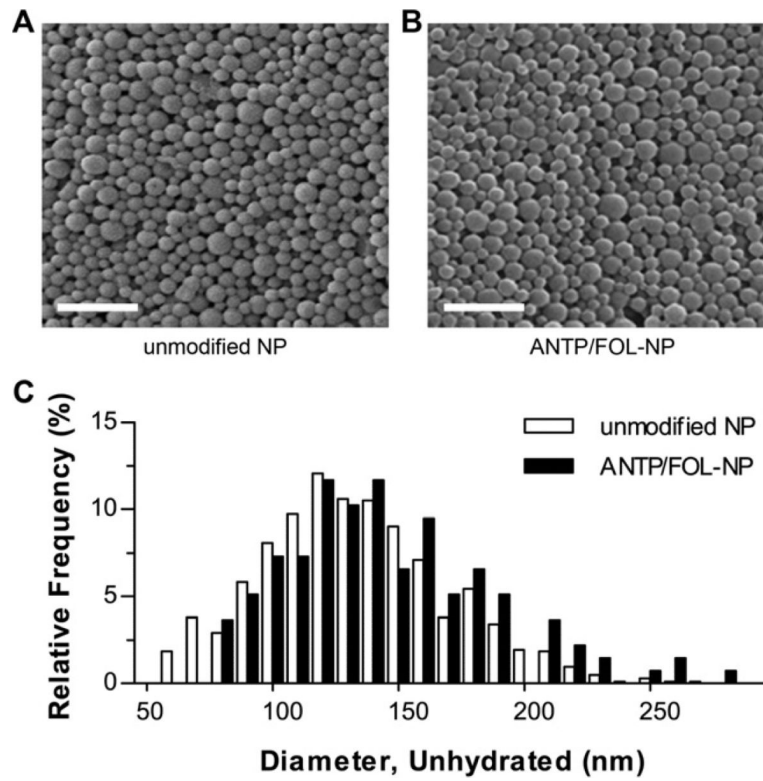 A
B
unmodified NP
ANTP/FOL-NP
C
Relative Frequency (%)
15
10
5
0
unmodified NP
ANTP/FOL-NP
50
100
150
200
250
Diameter, Unhydrated (nm)